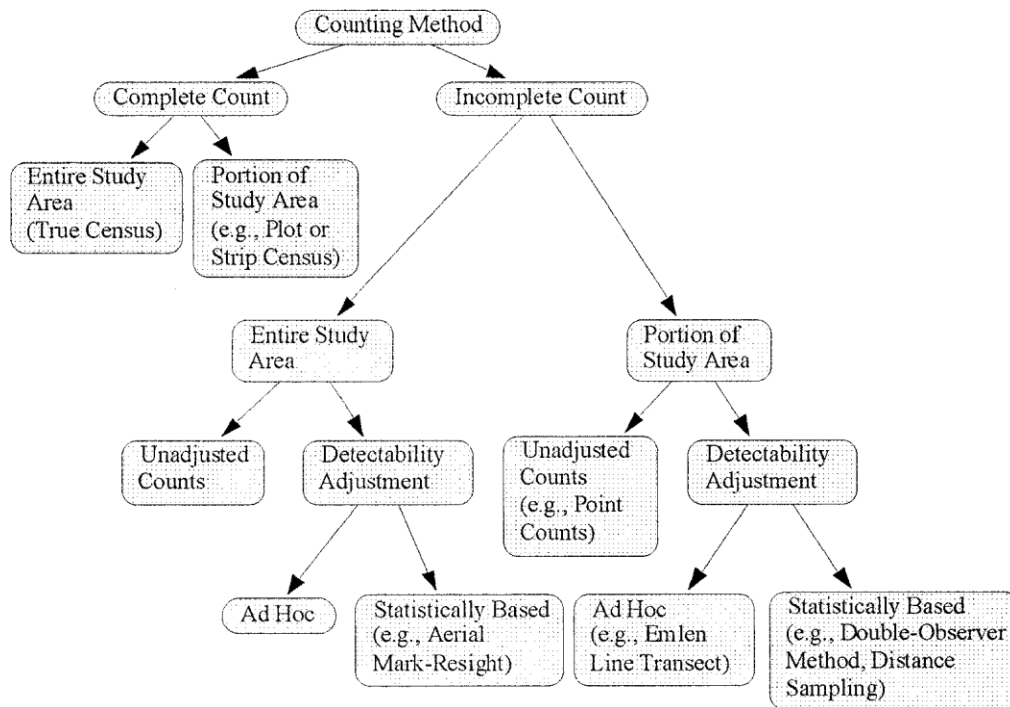 Counting Method
Complete Count
Incomplete Count
Entire Study
Area
(True Census)
Portion of
Study Area
(e.g., Plot or
Strip Census)
Entire Study
Area
Portion of
Study Area
Unadjusted
Counts
Detectability
Adjustment
Unadjusted
Counts
(e.g., Point
Counts)
Detectability
Adjustment
Ad Hoc
Statistically Based
(e.g., Aerial
Mark-Resight)
Ad Hoc
(e.g., Emlen
Line Transect)
Statistically Based
(e.g., Double-Observer
Method, Distance
Sampling)